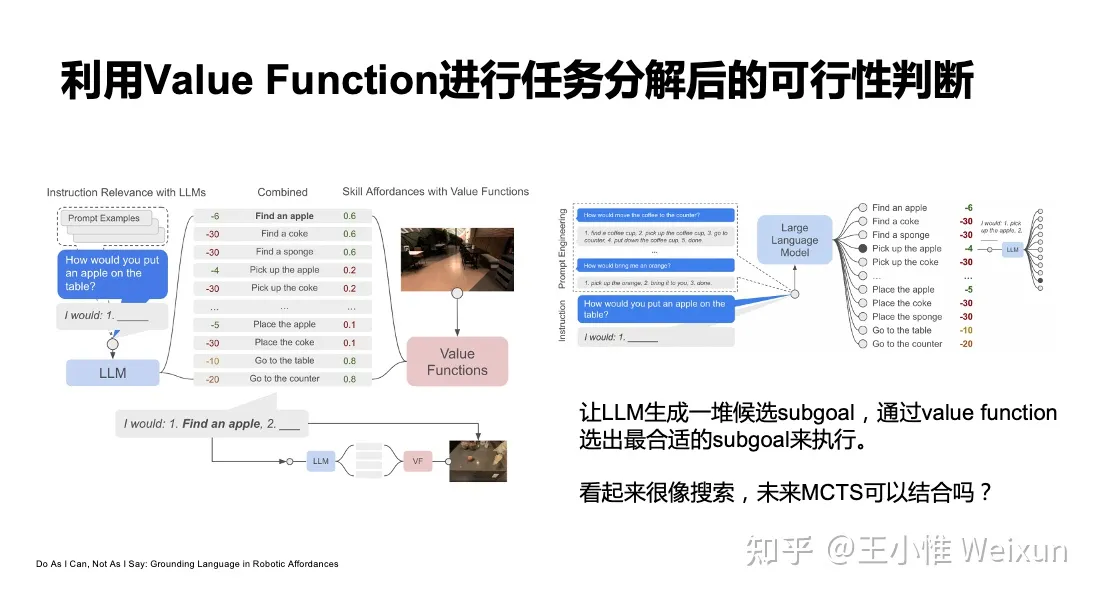 利用Value Function进行任务分解后的可行性判断
Instruction Relevance with LLMs
Combined
Skill Affordances with Value Functions
Prompt Examples
How would you put
an apple on the
table?
I would: 1. _____
LLM
-6 Find an apple 0.6
-30 Find a coke 0.6
-30 Find a sponge 0.6
-4 Pick up the apple 0.2
-30 Pick up the coke 0.2
... ... ...
-5 Place the apple 0.1
-30 Place the coke 0.1
-10 Go to the table 0.8
-20 Go to the counter 0.8
Value
Functions
I would: 1. Find an apple, 2. ___
LLM
VF
Prompt Engineering
How would move the coffee to the counter?
1. find a coffee cup, 2. pick up the coffee cup, 3. go to
counter, 4. put down the coffee cup, 5. done.
...
How would bring me an orange?
1. pick up the orange, 2. bring it to you, 3. done.
Instruction
How would you put an apple on the
table?
I would: 1. ______
Large
Language
Model
Find an apple -6
Find a coke -30
Find a sponge -30
Pick up the apple -4
Pick up the coke -30
... ...
Place the apple -5
Place the coke -30
Place the sponge -30
Go to the table -10
Go to the counter -20
I would: 1. pick
up the apple, 2.
_____
LLM
让LLM生成一堆候选subgoal，通过value function
选出最合适的subgoal来执行。
看起来很像搜索，未来MCTS可以结合吗？
Do As I Can, Not As I Say: Grounding Language in Robotic Affordances
知乎 @王小惟 Weixun